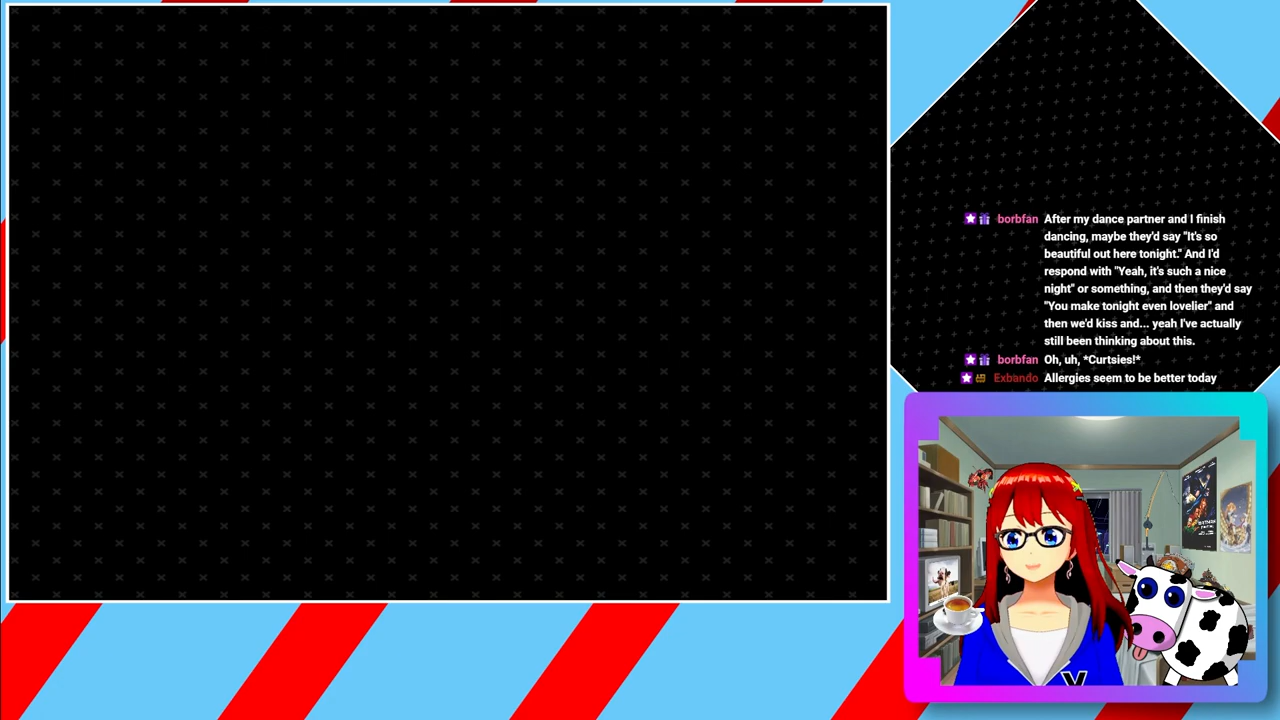 borbfan After my dance partner and I finish
dancing, maybe they'd say "It's so
beautiful out here tonight." And I'd
respond with "Yeah, it's such a nice
night" or something, and then they'd say
"You make tonight even lovelier" and
then we'd kiss and... yeah I've actually
still been thinking about this.
borbfan Oh, uh, *Curtsies!*
Exbando Allergies seem to be better today